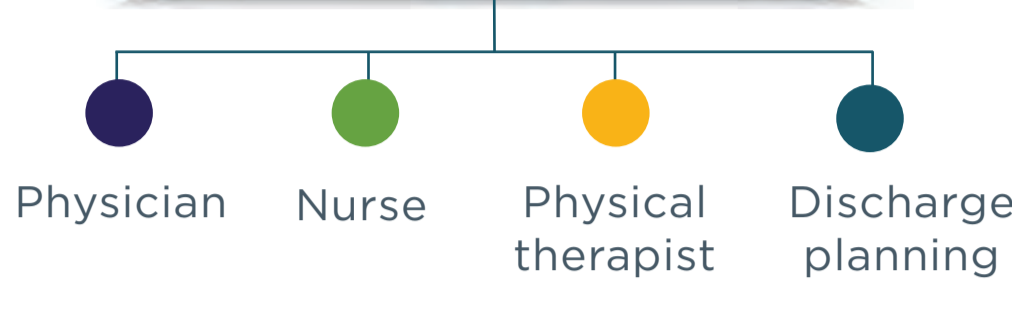 Physician
Nurse
Physical
therapist
Discharge
planning